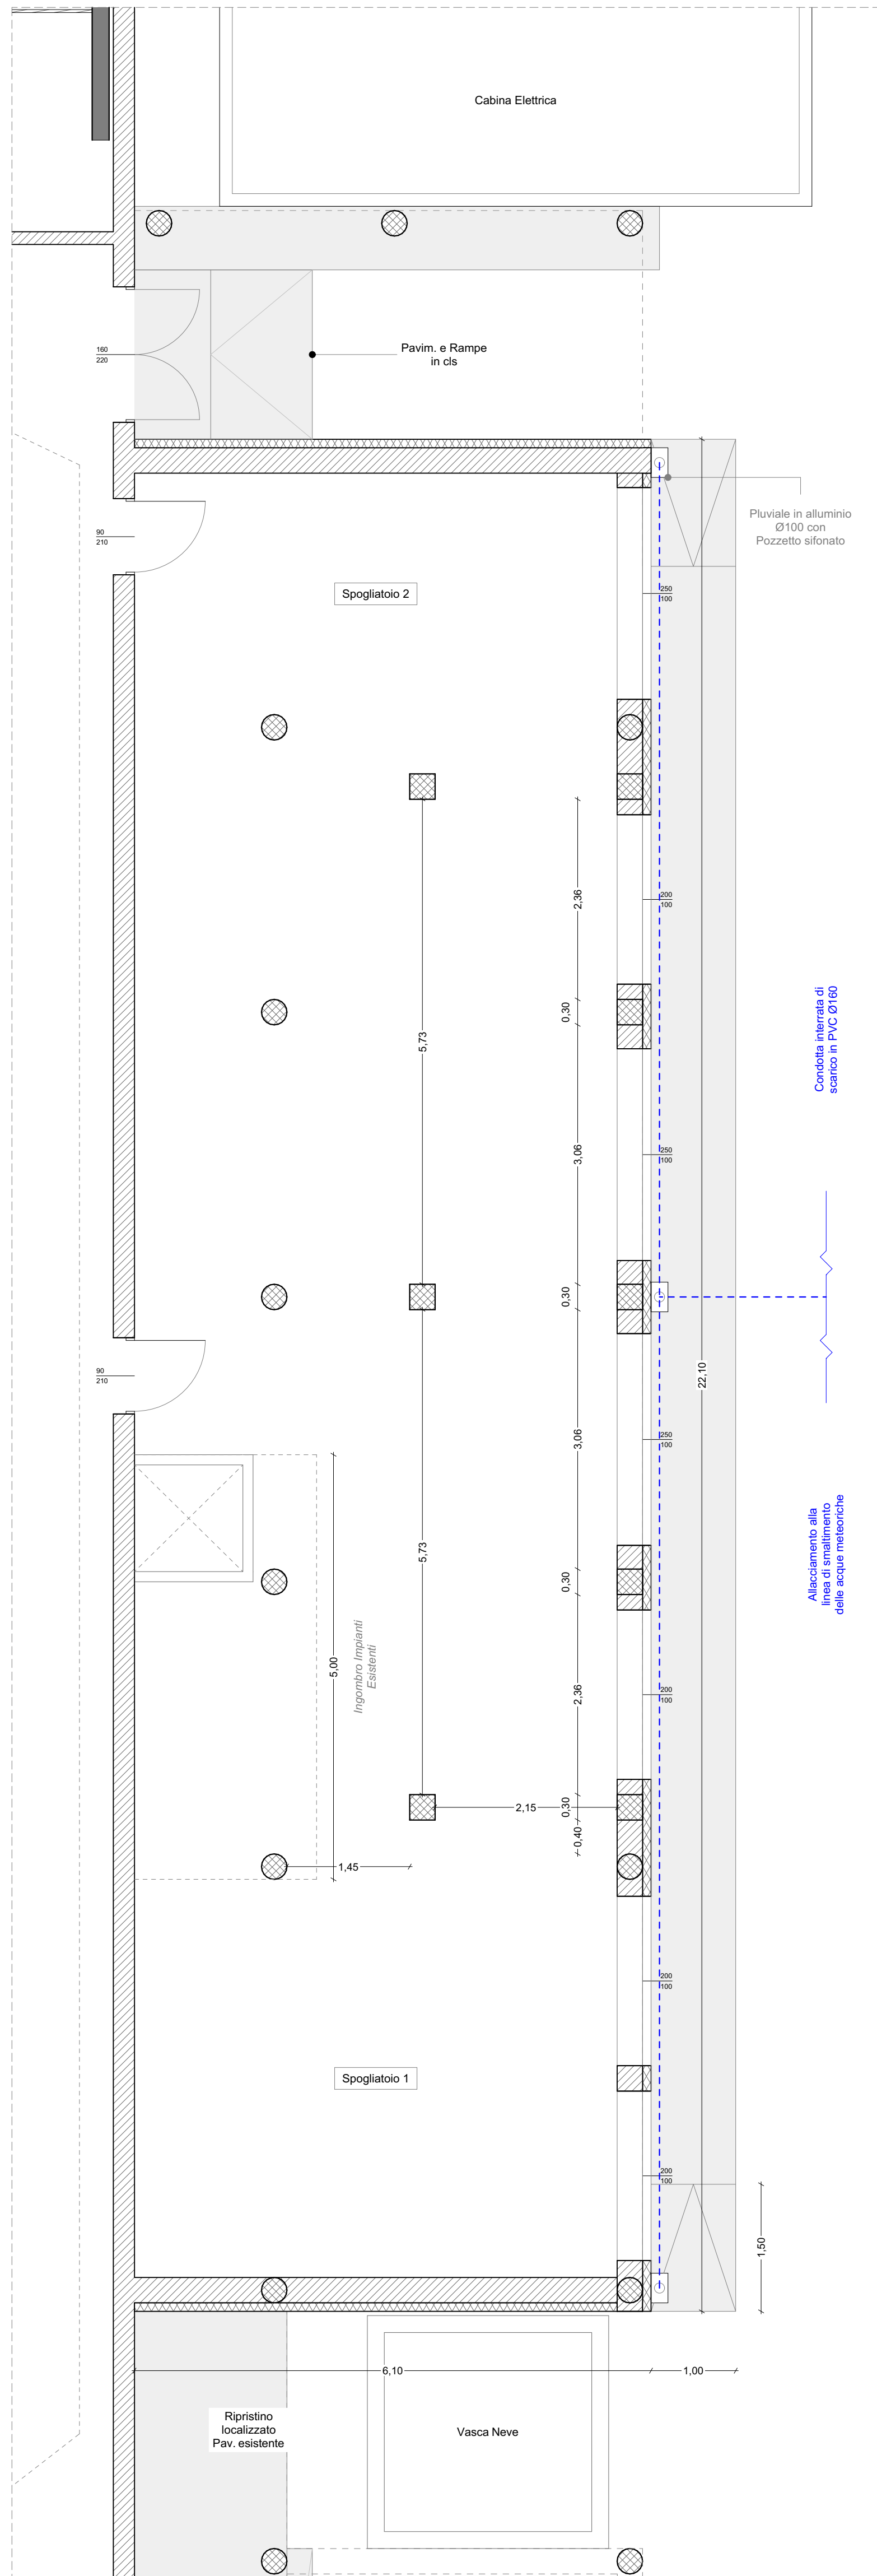 Cabina Elettrica
160
220
Pavim. e Rampe
in cls
90
210
Pluviale in alluminio
Ø100 con
Pozzetto sifonato
Spogliatoio 2
250
100
2,36
200
100
0,30
5,73
Condotta interrata di
scarico in PVC Ø160
3,06
250
100
0,30
90
210
22,10
3,06
250
100
5,73
0,30
Allacciamento alla
linea di smaltimento
delle acque meteoriche
5,00
Ingombro Impianti
Esistenti
2,36
200
100
2,15
0,30
0,40
1,45
200
100
Spogliatoio 1
200
100
1,50
6,10
1,00
Ripristino
localizzato
Pav. esistente
Vasca Neve